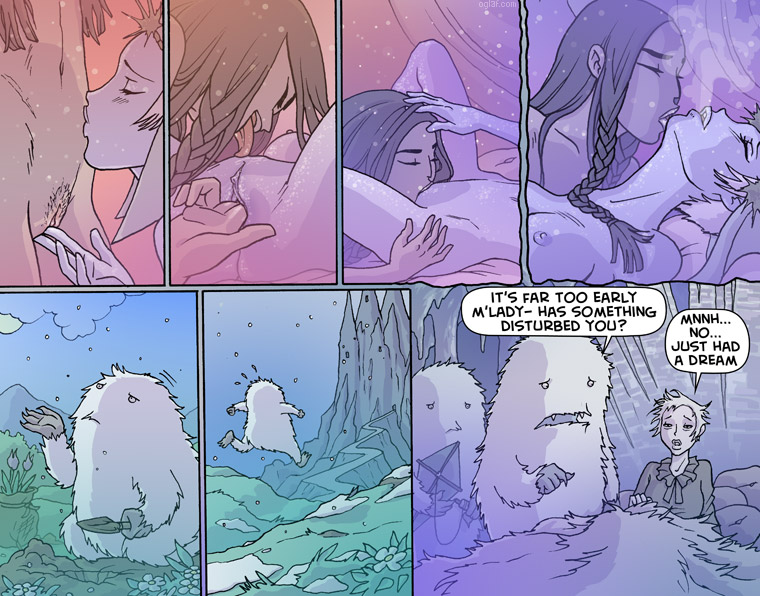 oglaf.com
IT'S FAR TOO EARLY
M'LADY- HAS SOMETHING
DISTURBED YOU?
MNNH...
NO...
JUST HAD
A DREAM